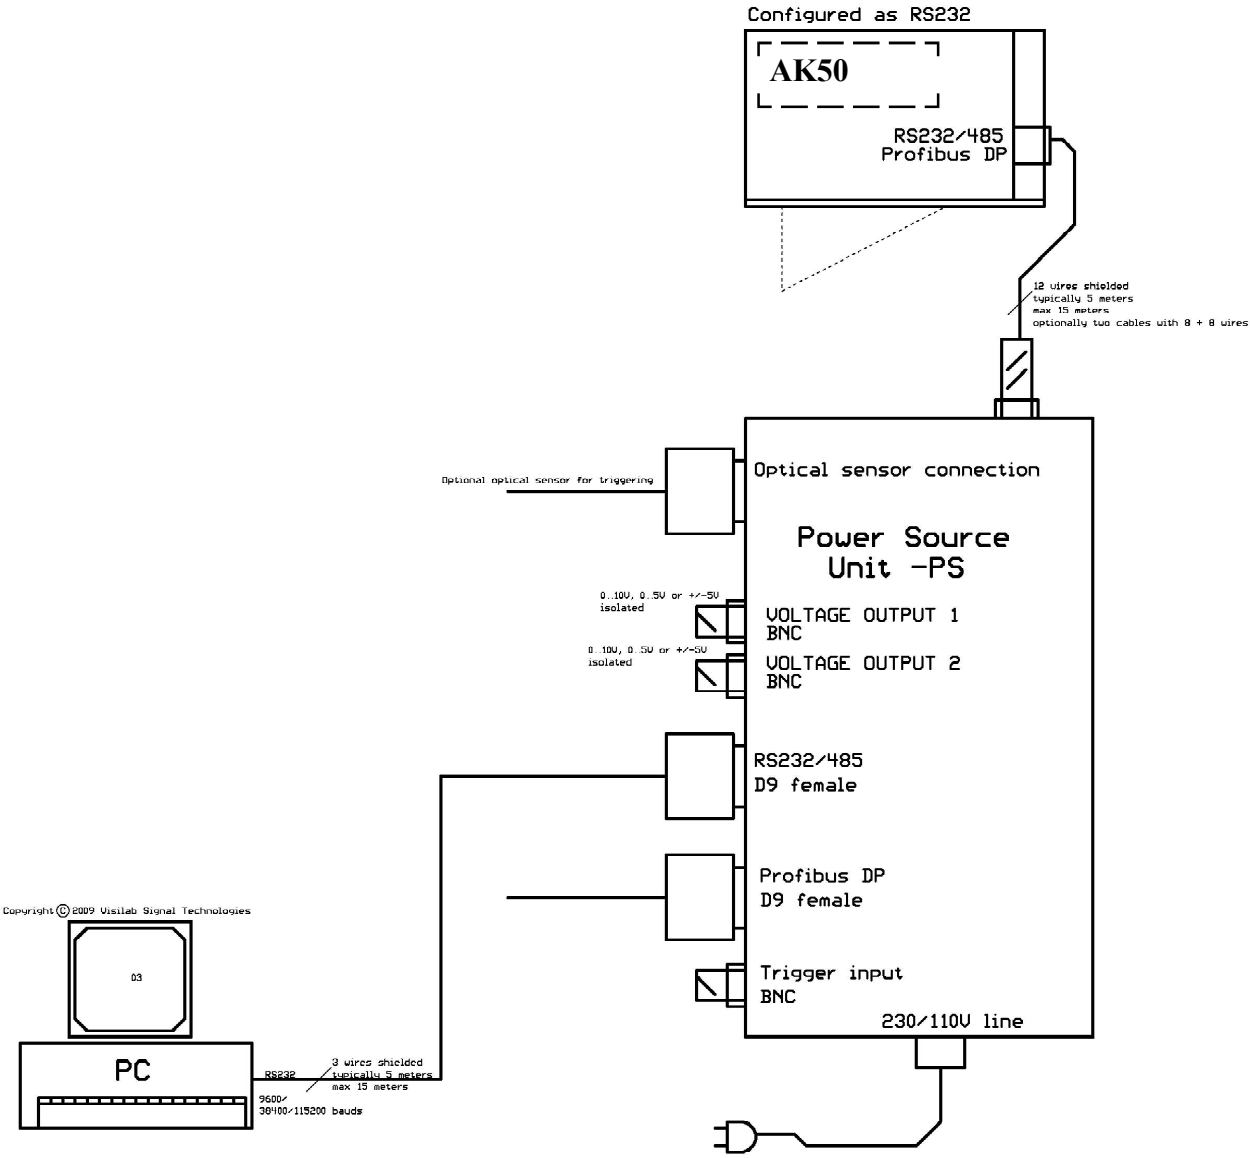 Configured as RS232
AK50
RS232/485
Profibus DP
12 wires shielded
typically 5 meters
max 15 meters
optionally two cables with 8 + 8 wires
Optional optical sensor for triggering
Optical sensor connection
Power Source
Unit -PS
0..10V, 0..5V or +/-5V
isolated
VOLTAGE OUTPUT 1
BNC
0..10V, 0..5V or +/-5V
isolated
VOLTAGE OUTPUT 2
BNC
RS232/485
D9 female
Profibus DP
D9 female
Trigger input
BNC
230/110V line
Copyright © 2009 Visilab Signal Technologies
03
PC
RS232
3 wires shielded
typically 5 meters
max 15 meters
9600/
38400/115200 bauds